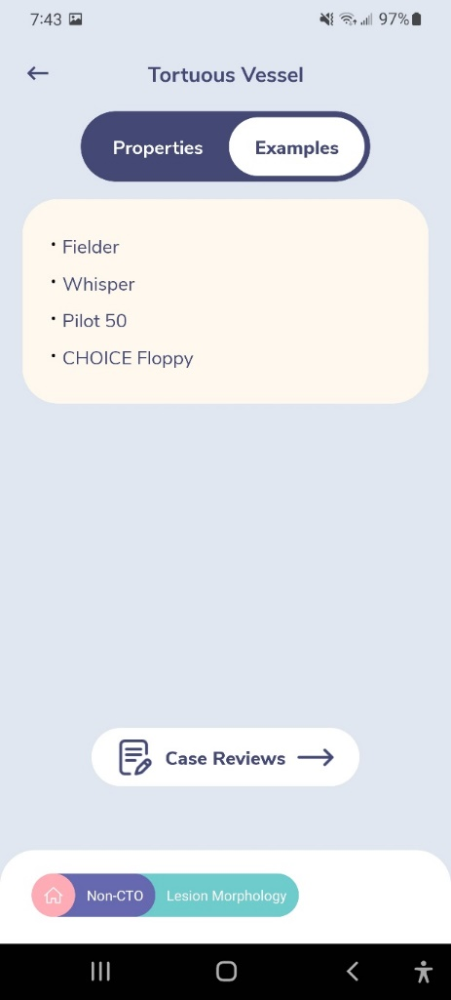 7:43 97%
Tortuous Vessel
Properties Examples
· Fielder
· Whisper
· Pilot 50
· CHOICE Floppy
Case Reviews
Non-CTO Lesion Morphology